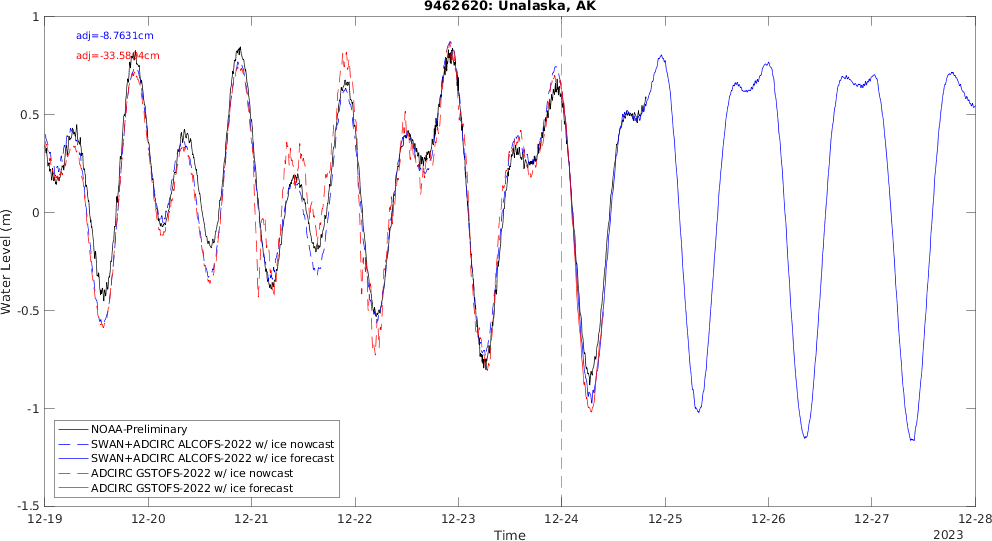 9462620: Unalaska, AK
adj=-8.7631cm
Water Level (m)
1
0.5
0
-0.5
-1
-1.5
NOAA-Preliminary
SWAN+ADCIRC ALCOFS-2022 w/ ice nowcast
SWAN+ADCIRC ALCOFS-2022 w/ ice forecast
ADCIRC GSTOFS-2022 w/ ice nowcast
ADCIRC GSTOFS-2022 w/ ice forecast
12-19 12-20 12-21 12-22 12-23 12-24 12-25 12-26 12-27 12-28
Time
2023